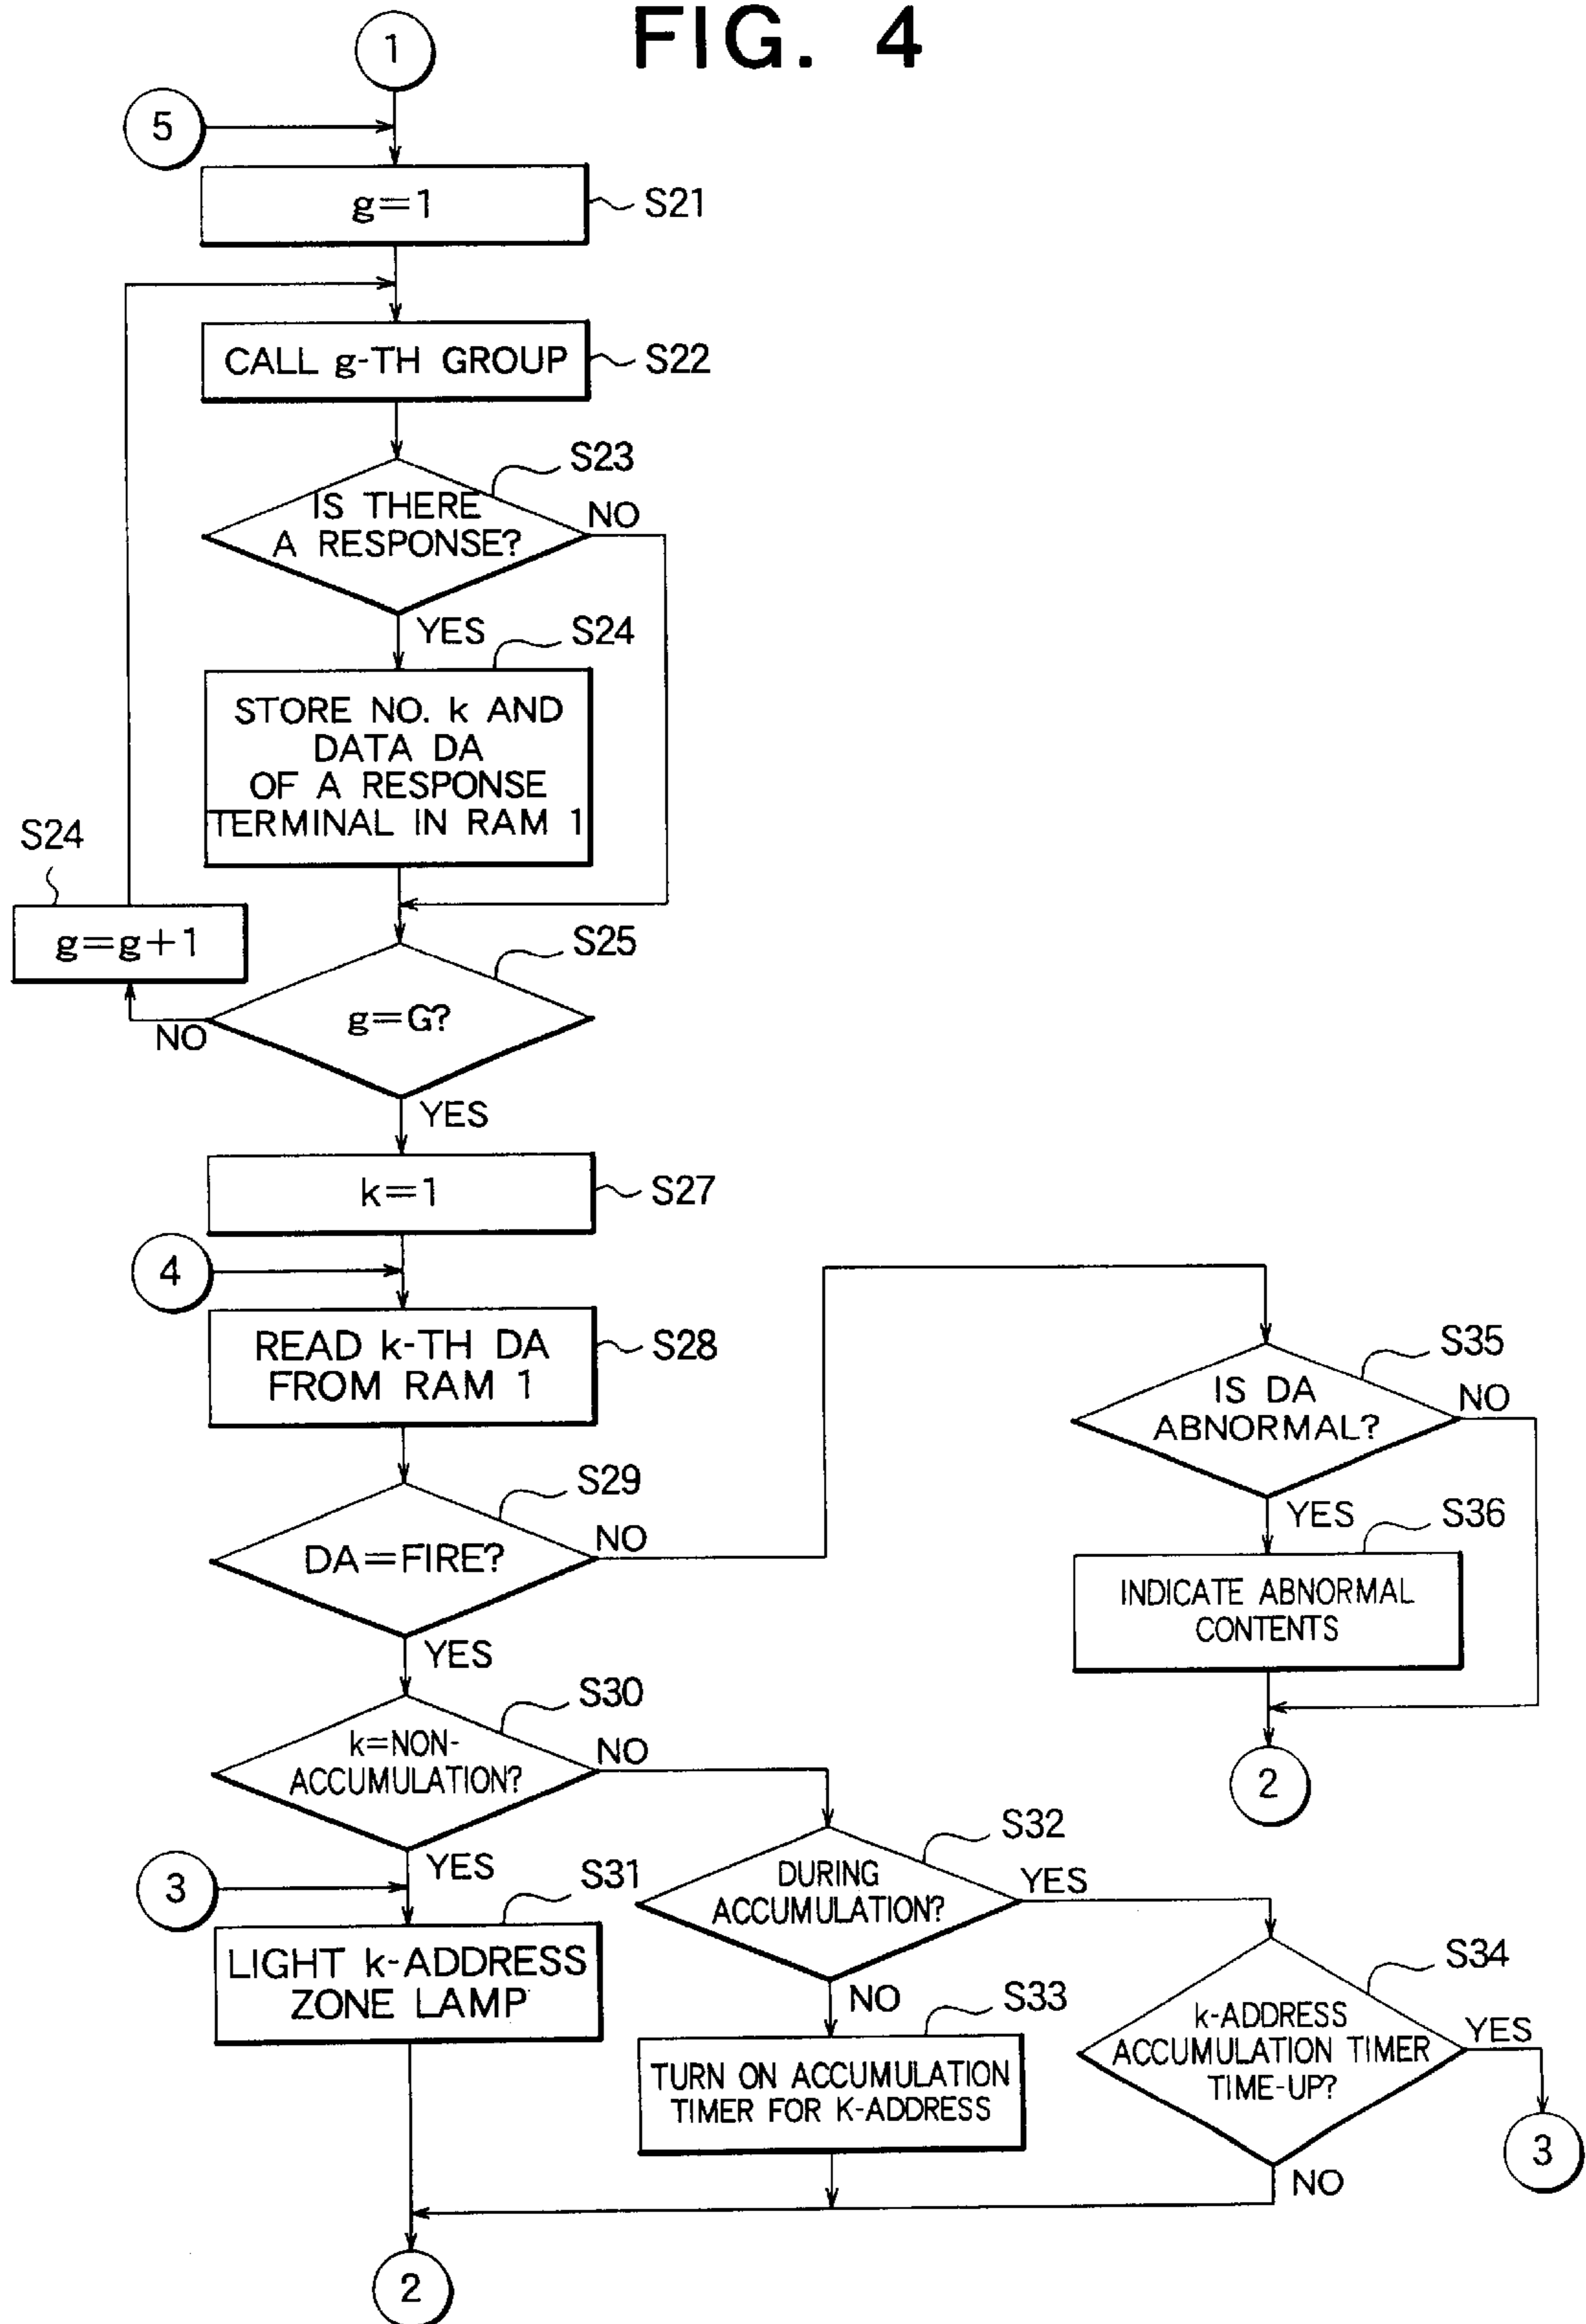 FIG. 4
1
5
g=1
S21
CALL g-TH GROUP
S22
S23
IS THERE
A RESPONSE?
NO
YES
S24
STORE NO. k AND
DATA DA
OF A RESPONSE
TERMINAL IN RAM 1
S24
g=g+1
S25
g=G?
NO
YES
k=1
S27
4
READ k-TH DA
FROM RAM 1
S28
S29
DA=FIRE?
NO
YES
S35
IS DA
ABNORMAL?
NO
YES
S36
INDICATE ABNORMAL
CONTENTS
2
S30
k=NON-
ACCUMULATION?
NO
YES
3
S31
LIGHT k-ADDRESS
ZONE LAMP
S32
DURING
ACCUMULATION?
YES
NO
S33
TURN ON ACCUMULATION
TIMER FOR K-ADDRESS
S34
k-ADDRESS
ACCUMULATION TIMER
TIME-UP?
YES
3
NO
2